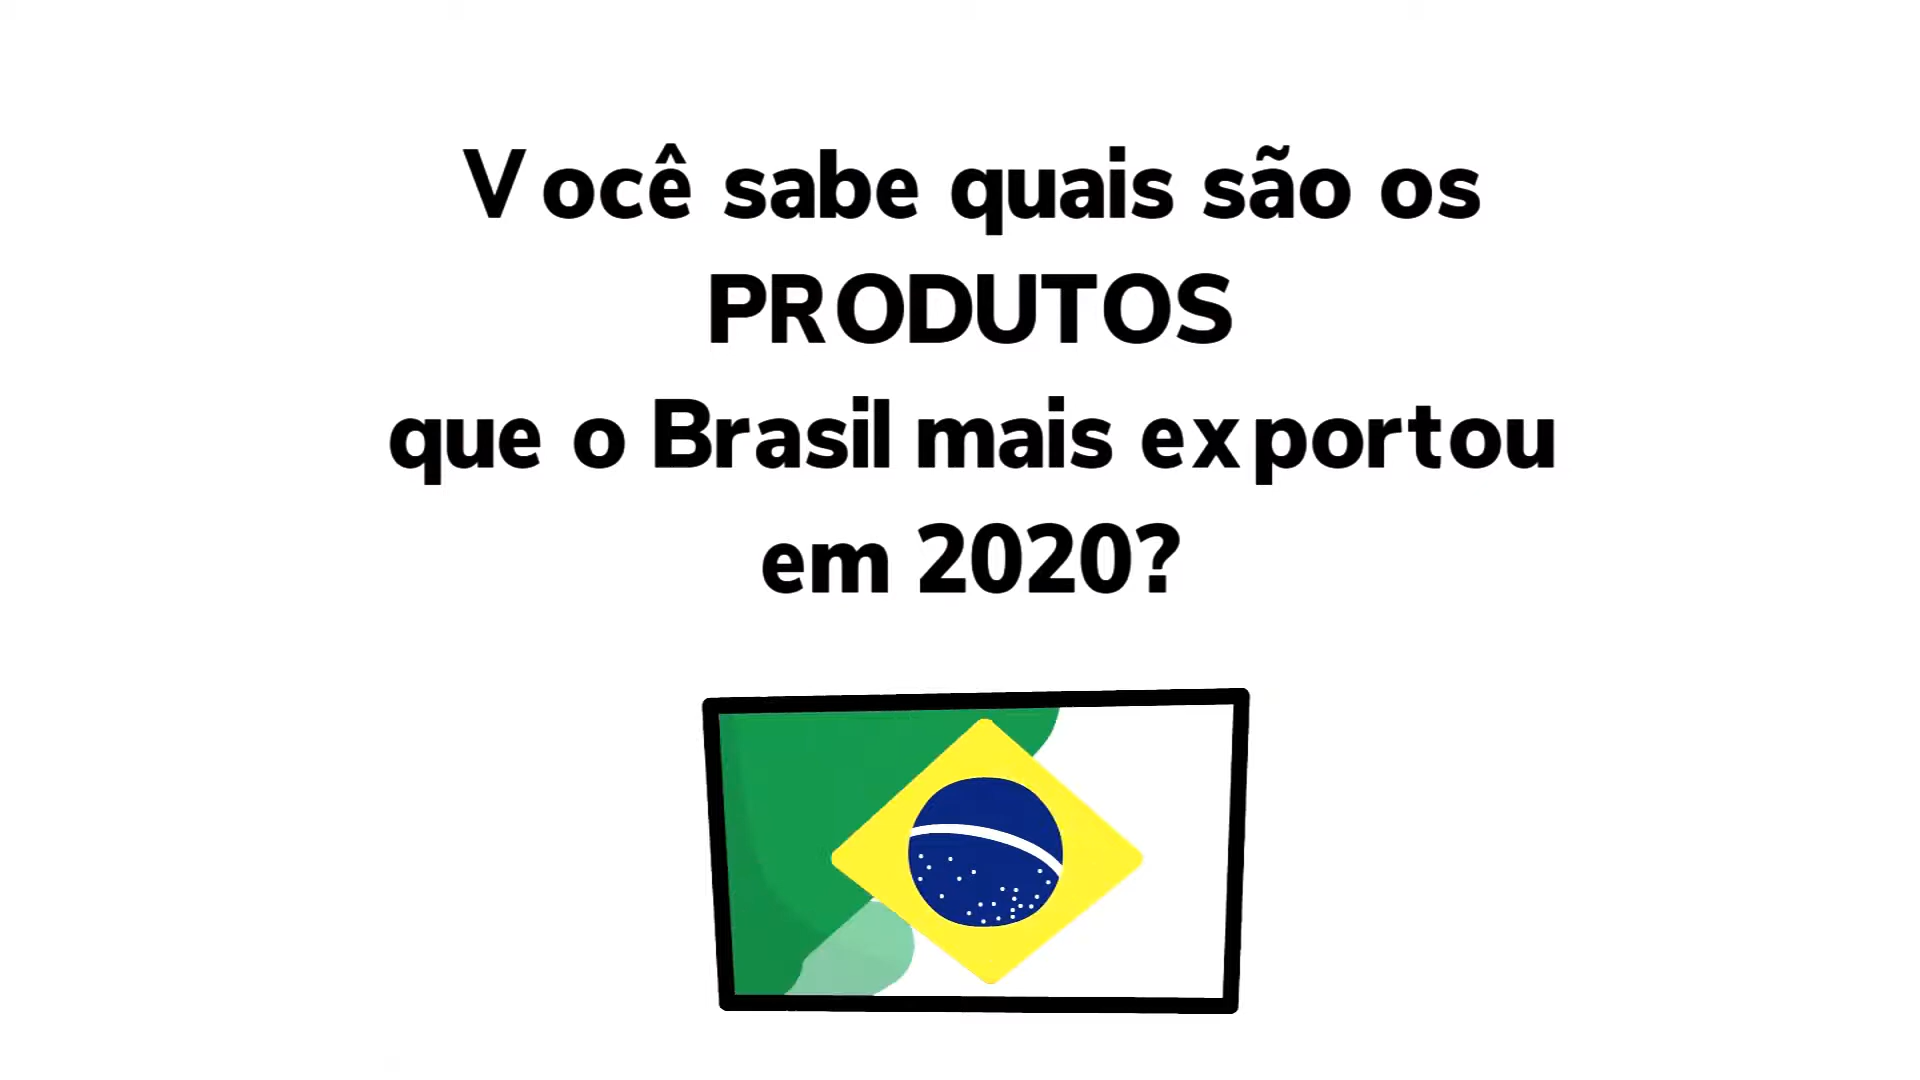 Você sabe quais são os
PRODUTOS
que o Brasil mais exportou
em 2020?